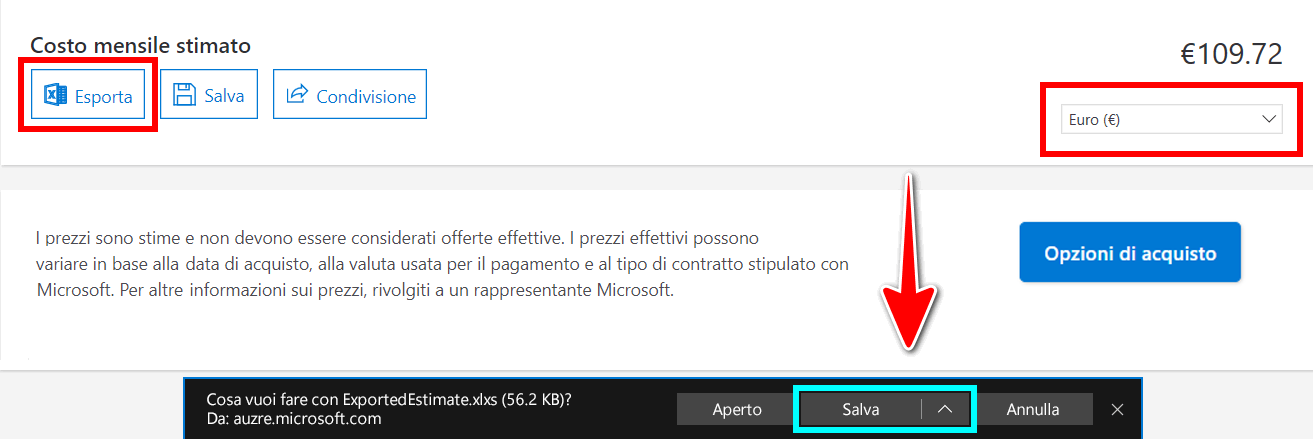 Costo mensile stimato
€109.72
Esporta
Salva
Condivisione
Euro (€)
I prezzi sono stime e non devono essere considerati offerte effettive. I prezzi effettivi possono
variare in base alla data di acquisto, alla valuta usata per il pagamento e al tipo di contratto stipulato con
Microsoft. Per altre informazioni sui prezzi, rivolgiti a un rappresentante Microsoft.
Opzioni di acquisto
Cosa vuoi fare con ExportedEstimate.xlxs (56.2 KB)?
Da: auzre.microsoft.com
Aperto
Salva
Annulla